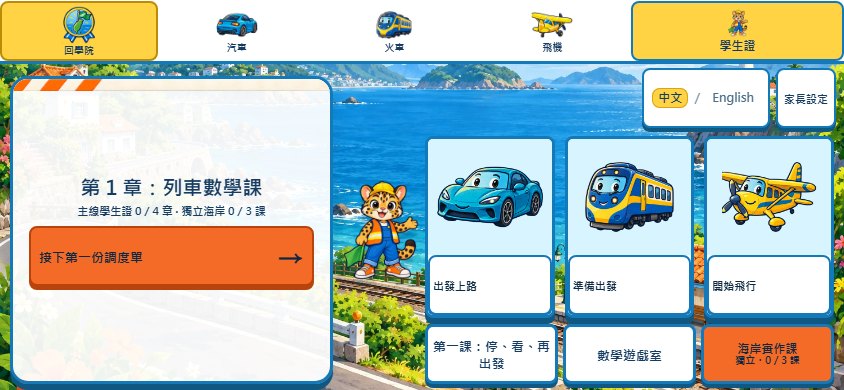 回學院
汽車
火車
飛機
學生證
中文 / English
家長設定
第 1 章：列車數學課
主線學生證 0 / 4 章 · 獨立海岸 0 / 3 課
接下第一份調度單 →
出發上路
準備出發
開始飛行
第一課：停、看、再
出發
數學遊戲室
海岸實作課
獨立 · 0 / 3 課